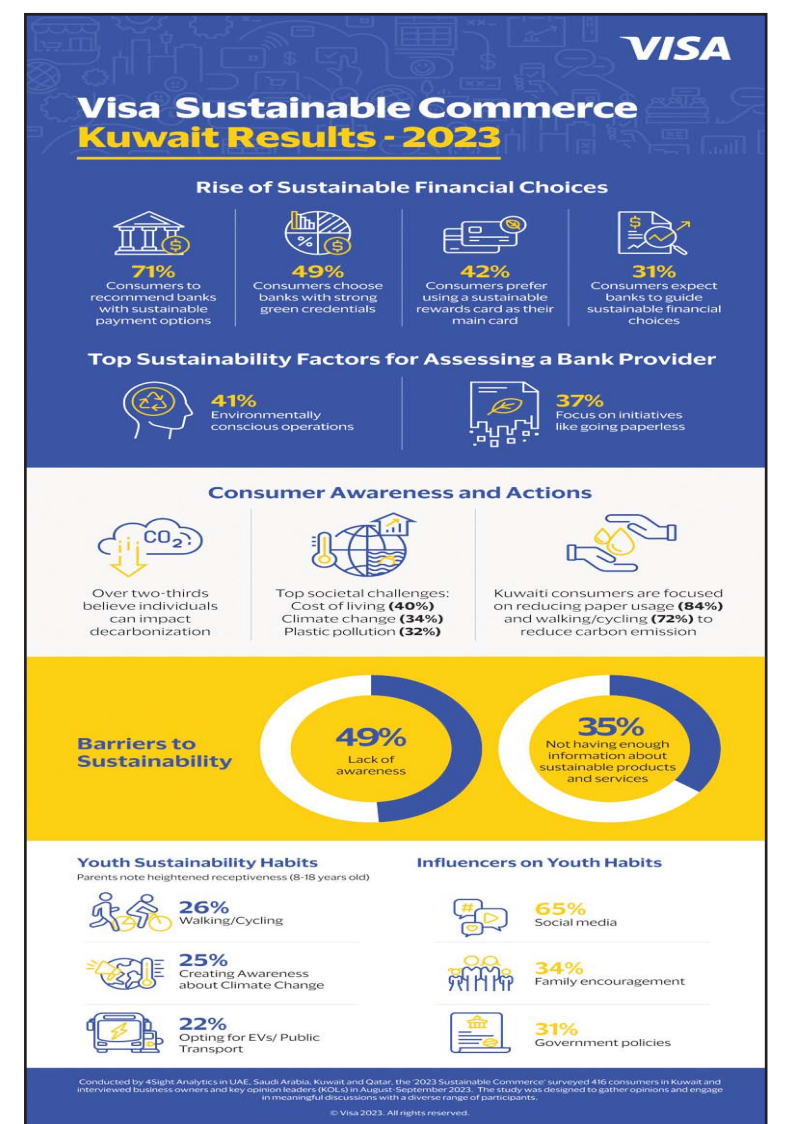 VISA
Visa Sustainable Commerce
Kuwait Results - 2023
Rise of Sustainable Financial Choices
71%
Consumers to
recommend banks
with sustainable
payment options
49%
Consumers choose
banks with strong
green credentials
42%
Consumers prefer
using a sustainable
rewards card as their
main card
31%
Consumers expect
banks to guide
sustainable financial
choices
Top Sustainability Factors for Assessing a Bank Provider
41%
Environmentally
conscious operations
37%
Focus on initiatives
like going paperless
Consumer Awareness and Actions
CO2
Over two-thirds
believe individuals
can impact
decarbonization
Top societal challenges:
Cost of living (40%)
Climate change (34%)
Plastic pollution (32%)
Kuwaiti consumers are focused
on reducing paper usage (84%)
and walking/cycling (72%) to
reduce carbon emission
Barriers to
Sustainability
49%
Lack of
awareness
35%
Not having enough
information about
sustainable products
and services
Youth Sustainability Habits
Parents note heightened receptiveness (8-18 years old)
26%
Walking/Cycling
25%
Creating Awareness
about Climate Change
22%
Opting for EVs/ Public
Transport
Influencers on Youth Habits
65%
Social media
34%
Family encouragement
31%
Government policies
Conducted by 4Sight Analytics in UAE, Saudi Arabia, Kuwait and Qatar, the '2023 Sustainable Commerce' surveyed 416 consumers in Kuwait and
interviewed business owners and key opinion leaders (KOLs) in August-September 2023. The study was designed to gather opinions and engage
in meaningful discussions with a diverse range of participants.
© Visa 2023. All rights reserved.